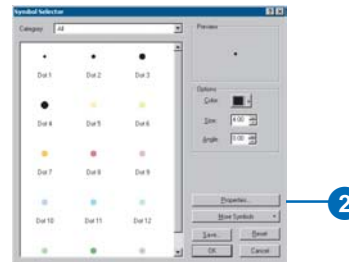 Symbol Selector
Category: All
Preview
Dot 1 Dot 2 Dot 3
Options
Color:
Dot 4 Dot 5 Dot 6
Size: 4.00
Angle: 0.00
Dot 7 Dot 8 Dot 9
Properties...
2
More Symbols
Dot 10 Dot 11 Dot 12
Save... Reset
OK Cancel